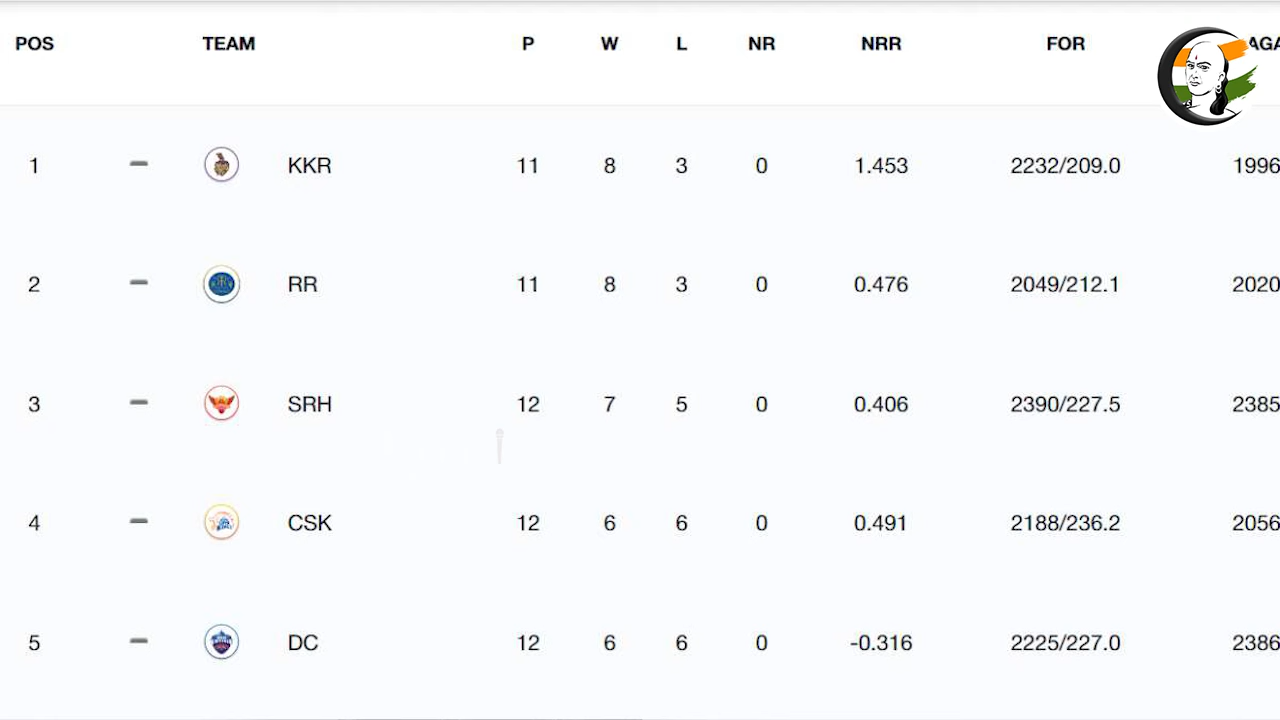 POS TEAM P W L NR NRR FOR AGA
1 KKR 11 8 3 0 1.453 2232/209.0 1996
2 RR 11 8 3 0 0.476 2049/212.1 2020
3 SRH 12 7 5 0 0.406 2390/227.5 2385
4 CSK 12 6 6 0 0.491 2188/236.2 2056
5 DC 12 6 6 0 -0.316 2225/227.0 2386